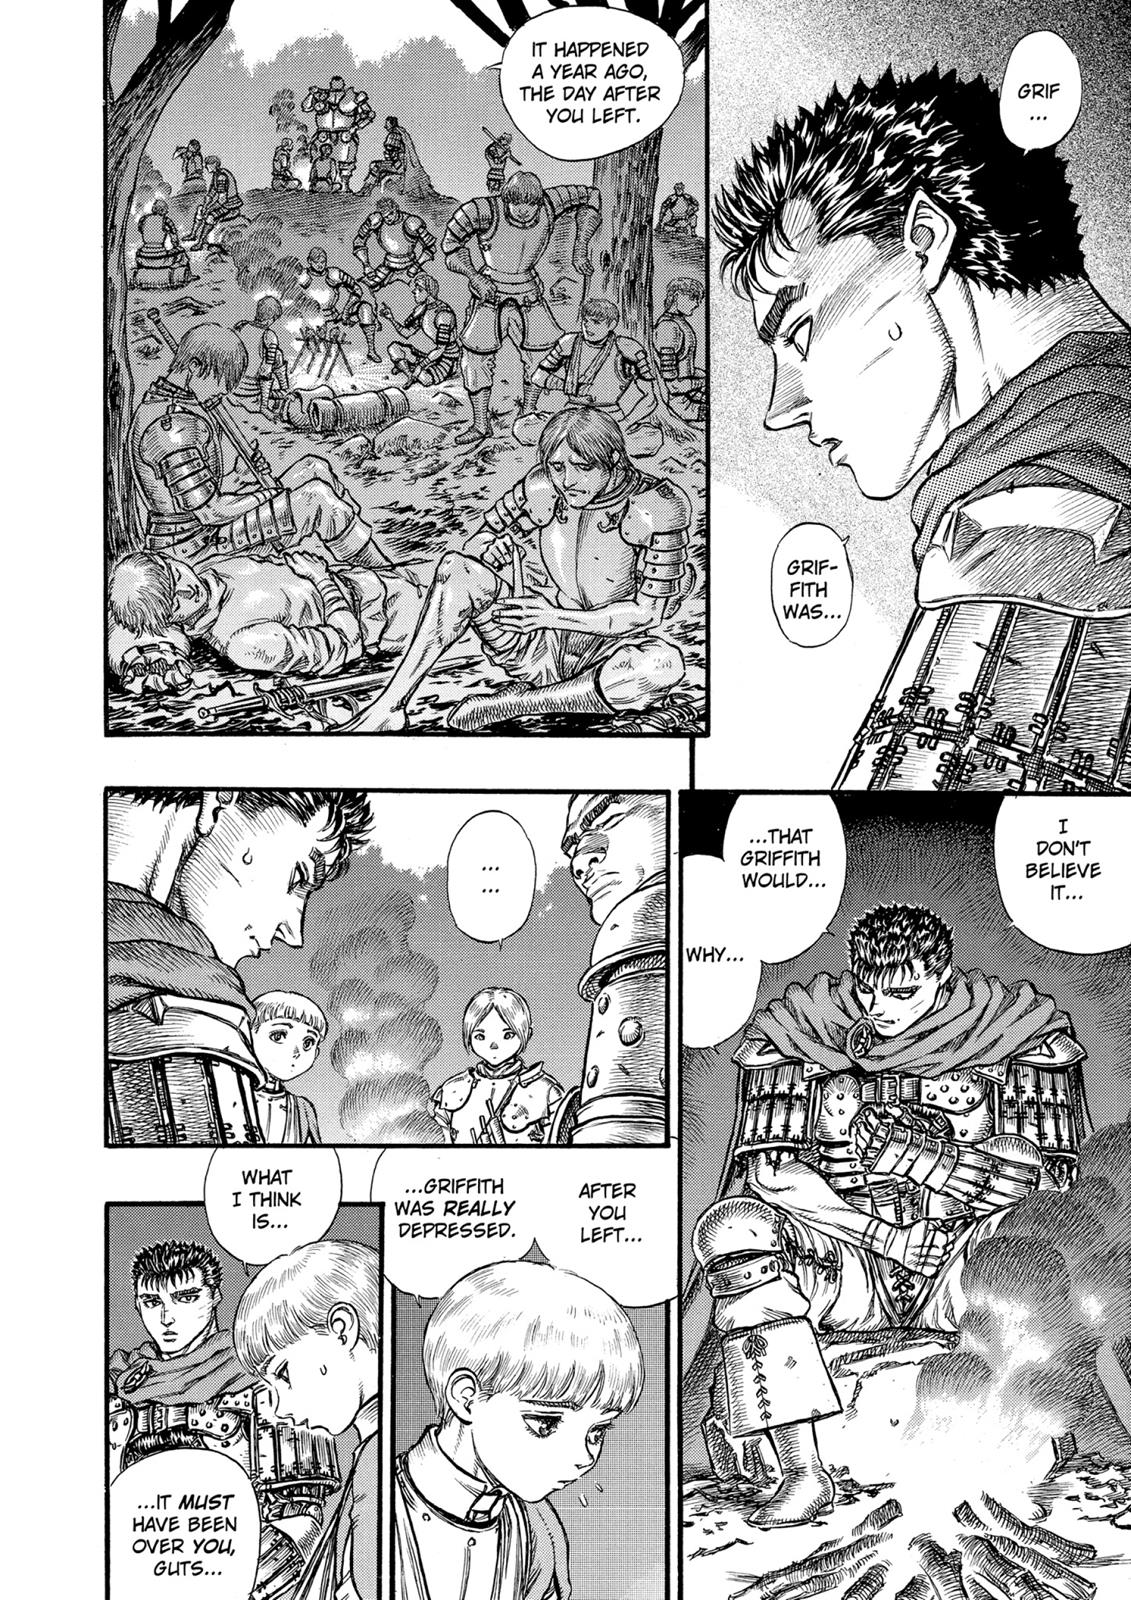 GRIF
...
GRIF-
FITH
WAS...
IT HAPPENED
A YEAR AGO,
THE DAY AFTER
YOU LEFT.
I
DON'T
BELIEVE
IT...
...THAT
GRIFFITH
WOULD...
WHY...
...
...
AFTER
YOU
LEFT...
...GRIFFITH
WAS REALLY
DEPRESSED.
WHAT
I THINK
IS...
...IT MUST
HAVE BEEN
OVER YOU,
GUTS...